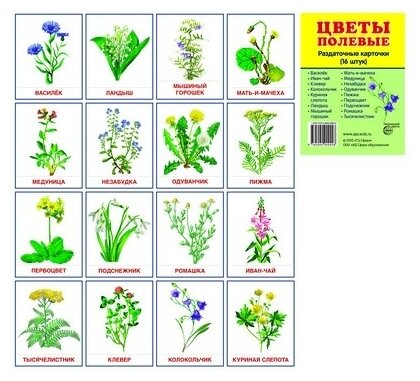 ВАСИЛЁК
ЛАНДЫШ
МЫШИНЫЙ
ГОРОШЕК
МАТЬ-И-МАЧЕХА
МЕДУНИЦА
НЕЗАБУДКА
ОДУВАНЧИК
ПИЖМА
ПЕРВОЦВЕТ
ПОДСНЕЖНИК
РОМАШКА
ИВАН-ЧАЙ
ТЫСЯЧЕЛИСТНИК
КЛЕВЕР
КОЛОКОЛЬЧИК
КУРИНАЯ СЛЕПОТА
ЦВЕТЫ
ПОЛЕВЫЕ
Раздаточные карточки
(16 штук)
• Василёк
• Иван-чай
• Клевер
• Колокольчик
• Куриная
слепота
• Ландыш
• Мышиный
горошек
• Мать-и-мачеха
• Медуница
• Незабудка
• Одуванчик
• Пижма
• Первоцвет
• Подснежник
• Ромашка
• Тысячелистник